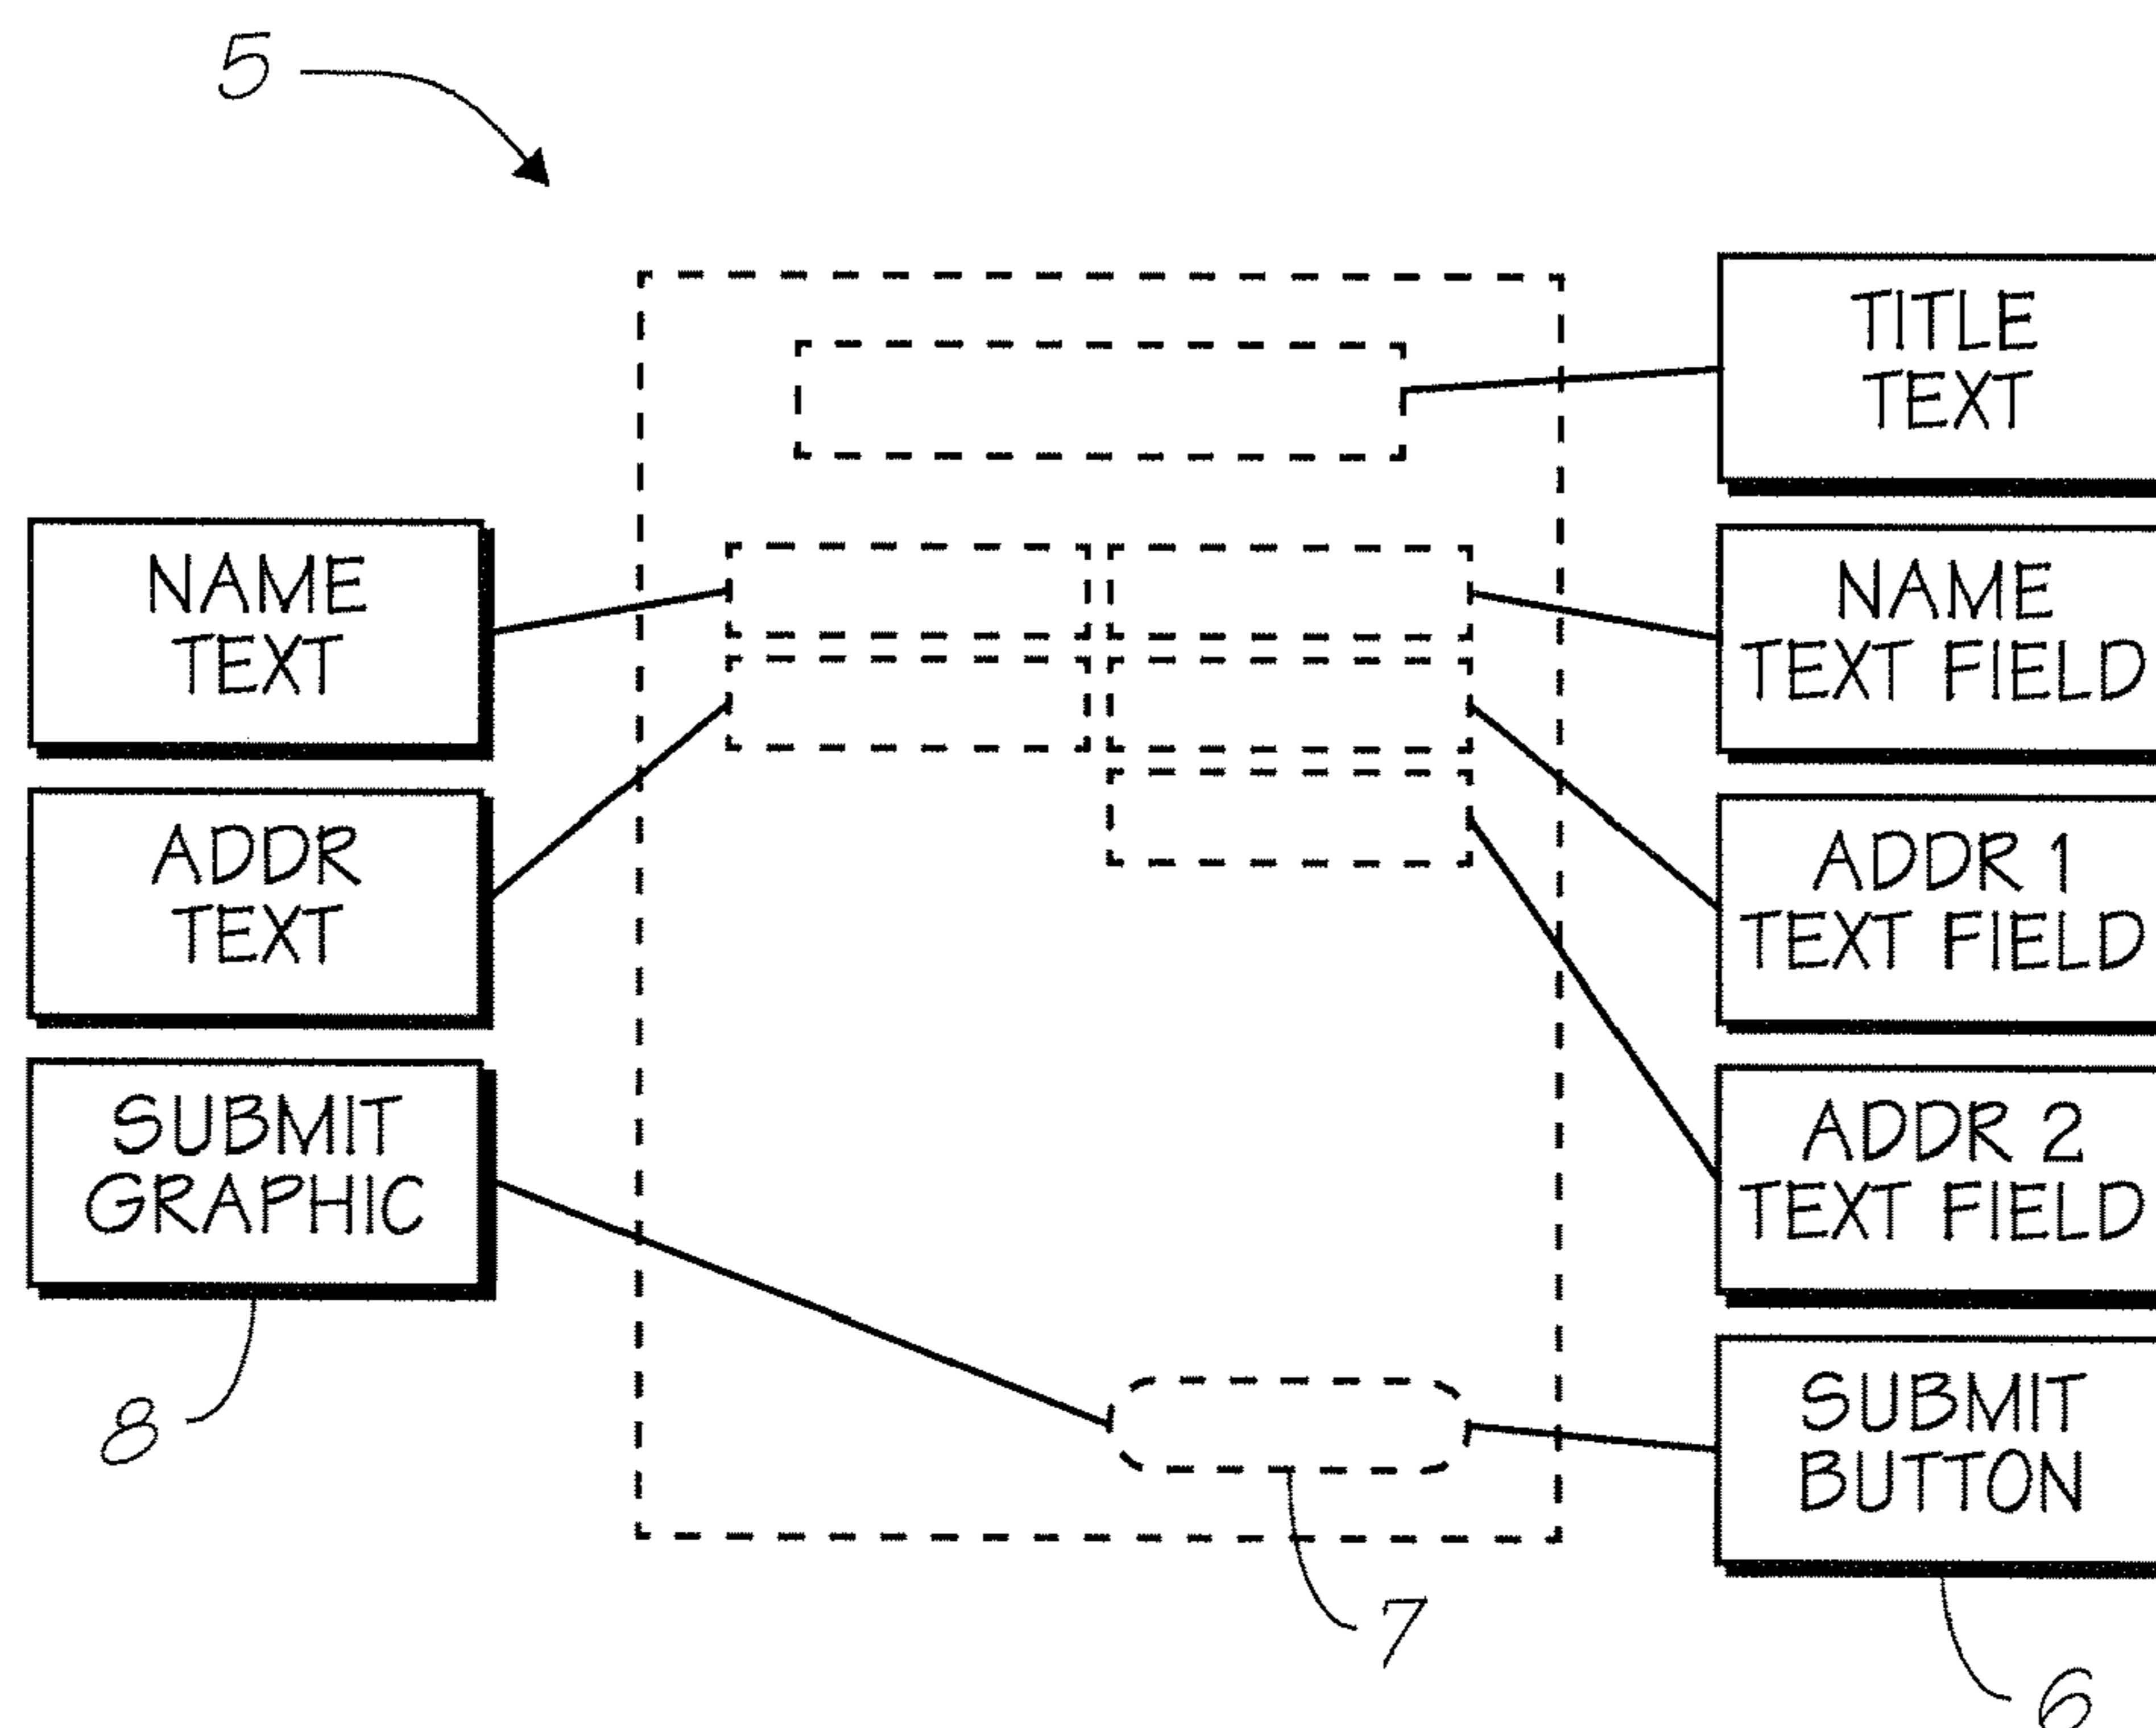 5
TITLE
TEXT
NAME
TEXT
NAME
TEXT FIELD
ADDR
TEXT
ADDR 1
TEXT FIELD
SUBMIT
GRAPHIC
ADDR 2
TEXT FIELD
SUBMIT
BUTTON
8
7
6